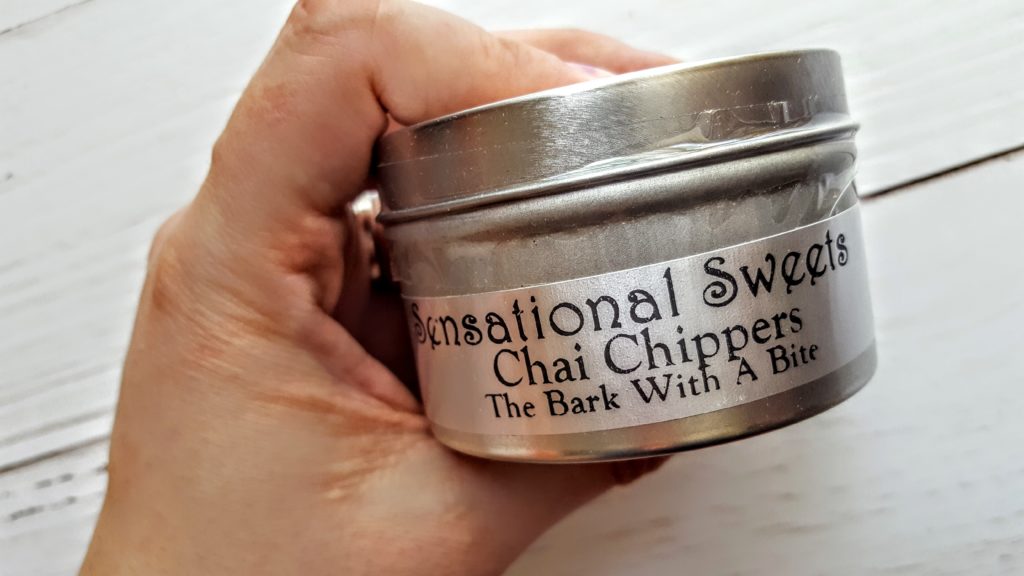 Sensational Sweets
Chai Chippers
The Bark With A Bite